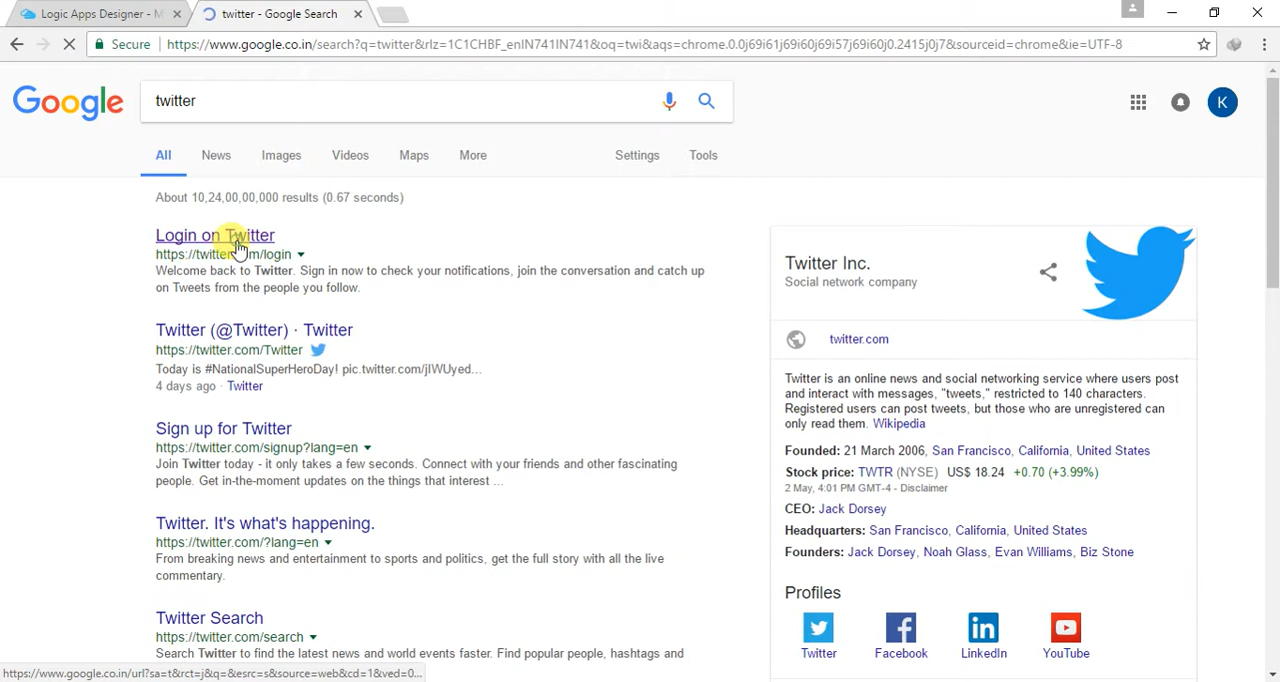 Logic Apps Designer - M
twitter - Google Search
Secure
https://www.google.co.in/search?q=twitter&rlz=1C1CHBF_enIN741IN741&oq=twi&aqs=chrome.0.0j69i61j69i60j69i57j69i60j0.2415j0j7&sourceid=chrome&ie=UTF-8
Google
twitter
K
All News Images Videos Maps More Settings Tools
About 10,24,00,00,000 results (0.67 seconds)
Login on Twitter
/login
Welcome back to Twitter. Sign in now to check your notifications, join the conversation and catch up
on Tweets from the people you follow.
Twitter (@Twitter) · Twitter
https://twitter.com/Twitter
Today is #NationalSuperHeroDay! pic.twitter.com/jIWUyed...
4 days ago · Twitter
Sign up for Twitter
https://twitter.com/signup?lang=en
Join Twitter today - it only takes a few seconds. Connect with your friends and other fascinating
people. Get in-the-moment updates on the things that interest ...
Twitter. It's what's happening.
https://twitter.com/?lang=en
From breaking news and entertainment to sports and politics, get the full story with all the live
commentary.
Twitter Search
https://twitter.com/search
Search Twitter to find the latest news and world events faster. Find popular people, hashtags and
https://www.google.co.in/url?sa=t&rct=j&q=&esrc=s&source=web&cd=1&ved=0...
Twitter Inc.
Social network company
twitter.com
Twitter is an online news and social networking service where users post
and interact with messages, "tweets," restricted to 140 characters.
Registered users can post tweets, but those who are unregistered can
only read them. Wikipedia
Founded: 21 March 2006, San Francisco, California, United States
Stock price: TWTR (NYSE) US$ 18.24 +0.70 (+3.99%)
2 May, 4:01 PM GMT-4 - Disclaimer
CEO: Jack Dorsey
Headquarters: San Francisco, California, United States
Founders: Jack Dorsey, Noah Glass, Evan Williams, Biz Stone
Profiles
Twitter Facebook LinkedIn YouTube